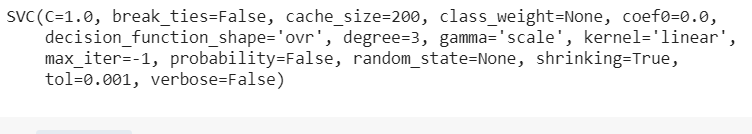 SVC(C=1.0, break_ties=False, cache_size=200, class_weight=None, coef0=0.0,
decision_function_shape='ovr', degree=3, gamma='scale', kernel='linear',
max_iter=-1, probability=False, random_state=None, shrinking=True,
tol=0.001, verbose=False)